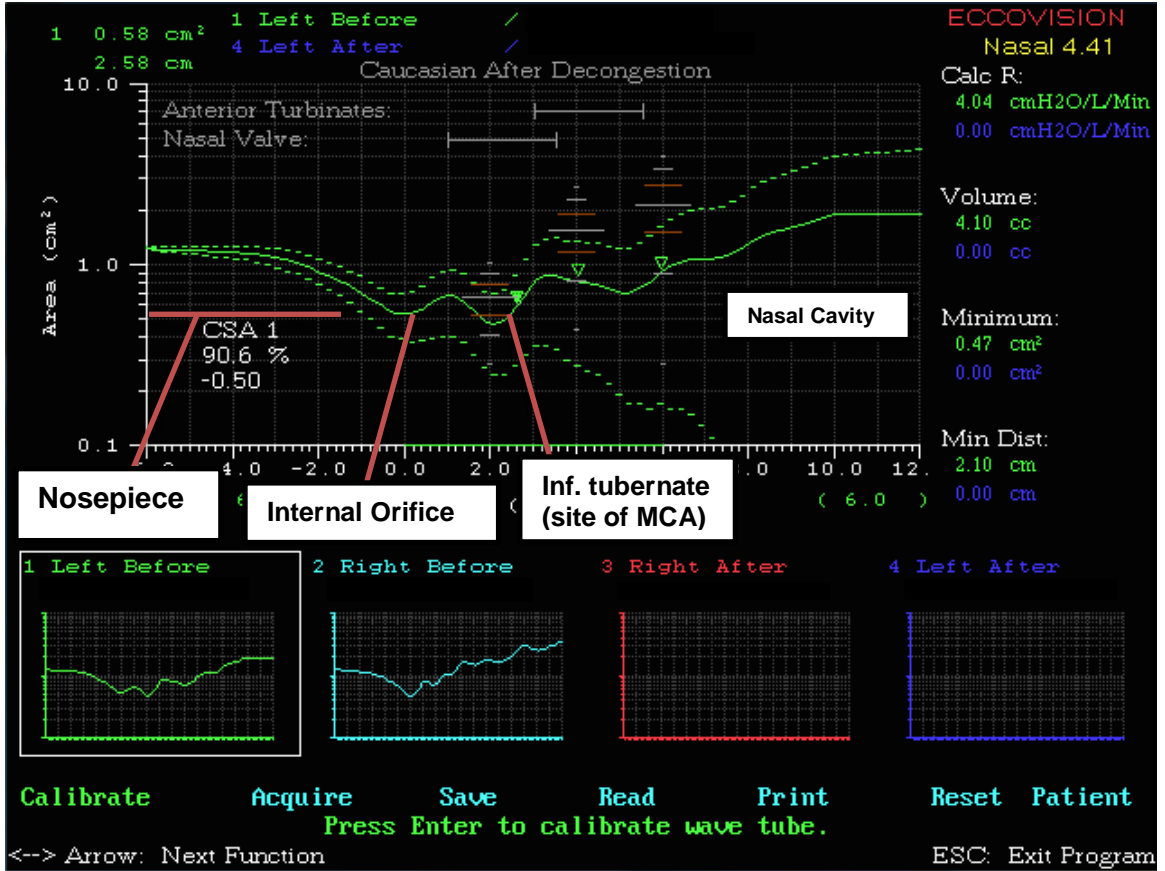 1 0.58 cm²
2.58 cm
1 Left Before /
4 Left After /
Caucasian After Decongestion
ECCOVISION
Nasal 4.41
Calc R:
4.04 cmH2O/L/Min
0.00 cmH2O/L/Min
Volume:
4.10 cc
0.00 cc
Minimum:
0.47 cm²
0.00 cm²
Min Dist:
2.10 cm
0.00 cm
Anterior Turbinates:
Nasal Valve:
10.0
1.0
0.1
Area (cm²)
CSA 1
90.6 %
-0.50
Nasal Cavity
4.0 -2.0 0.0 2.0 8.0 10.0 12.
( 6.0 )
Nosepiece
Internal Orifice
Inf. tubernate
(site of MCA)
1 Left Before
2 Right Before
3 Right After
4 Left After
Calibrate Acquire Save Read Print Reset Patient
Press Enter to calibrate wave tube.
<--> Arrow: Next Function
ESC: Exit Program